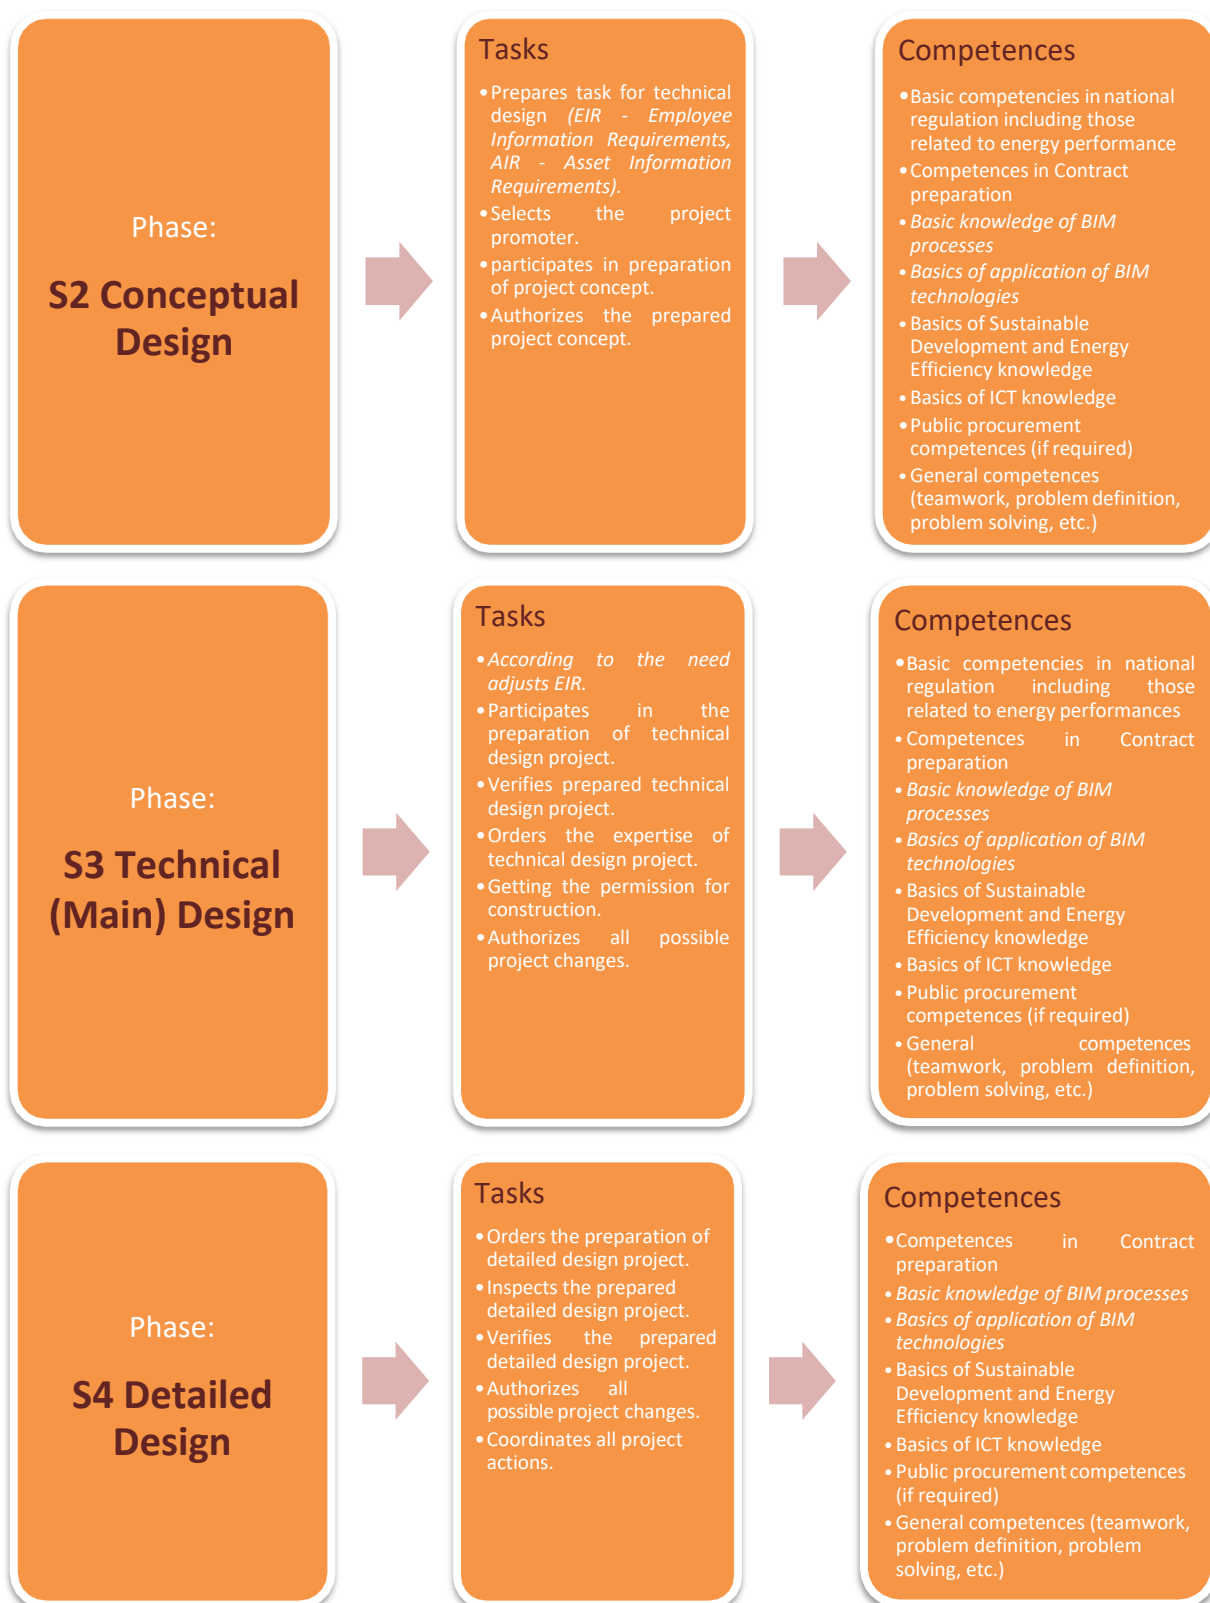 Phase:
S2 Conceptual
Design
Tasks
•Prepares task for technical
design (EIR - Employee
Information Requirements,
AIR - Asset Information
Requirements).
•Selects the project
promoter.
•participates in preparation
of project concept.
•Authorizes the prepared
project concept.
Competences
•Basic competencies in national
regulation including those
related to energy performance
•Competences in Contract
preparation
•Basic knowledge of BIM
processes
•Basics of application of BIM
technologies
•Basics of Sustainable
Development and Energy
Efficiency knowledge
•Basics of ICT knowledge
•Public procurement
competences (if required)
•General competences
(teamwork, problem definition,
problem solving, etc.)
Phase:
S3 Technical
(Main) Design
Tasks
•According to the need
adjusts EIR.
•Participates in the
preparation of technical
design project.
•Verifies prepared technical
design project.
•Orders the expertise of
technical design project.
•Getting the permission for
construction.
•Authorizes all possible
project changes.
Competences
•Basic competencies in national
regulation including those
related to energy performances
•Competences in Contract
preparation
•Basic knowledge of BIM
processes
•Basics of application of BIM
technologies
•Basics of Sustainable
Development and Energy
Efficiency knowledge
•Basics of ICT knowledge
•Public procurement
competences (if required)
•General competences
(teamwork, problem definition,
problem solving, etc.)
Phase:
S4 Detailed
Design
Tasks
•Orders the preparation of
detailed design project.
•Inspects the prepared
detailed design project.
•Verifies the prepared
detailed design project.
•Authorizes all
possible project changes.
•Coordinates all project
actions.
Competences
•Competences in Contract
preparation
•Basic knowledge of BIM processes
•Basics of application of BIM
technologies
•Basics of Sustainable
Development and Energy
Efficiency knowledge
•Basics of ICT knowledge
•Public procurement competences
(if required)
•General competences (teamwork,
problem definition, problem
solving, etc.)